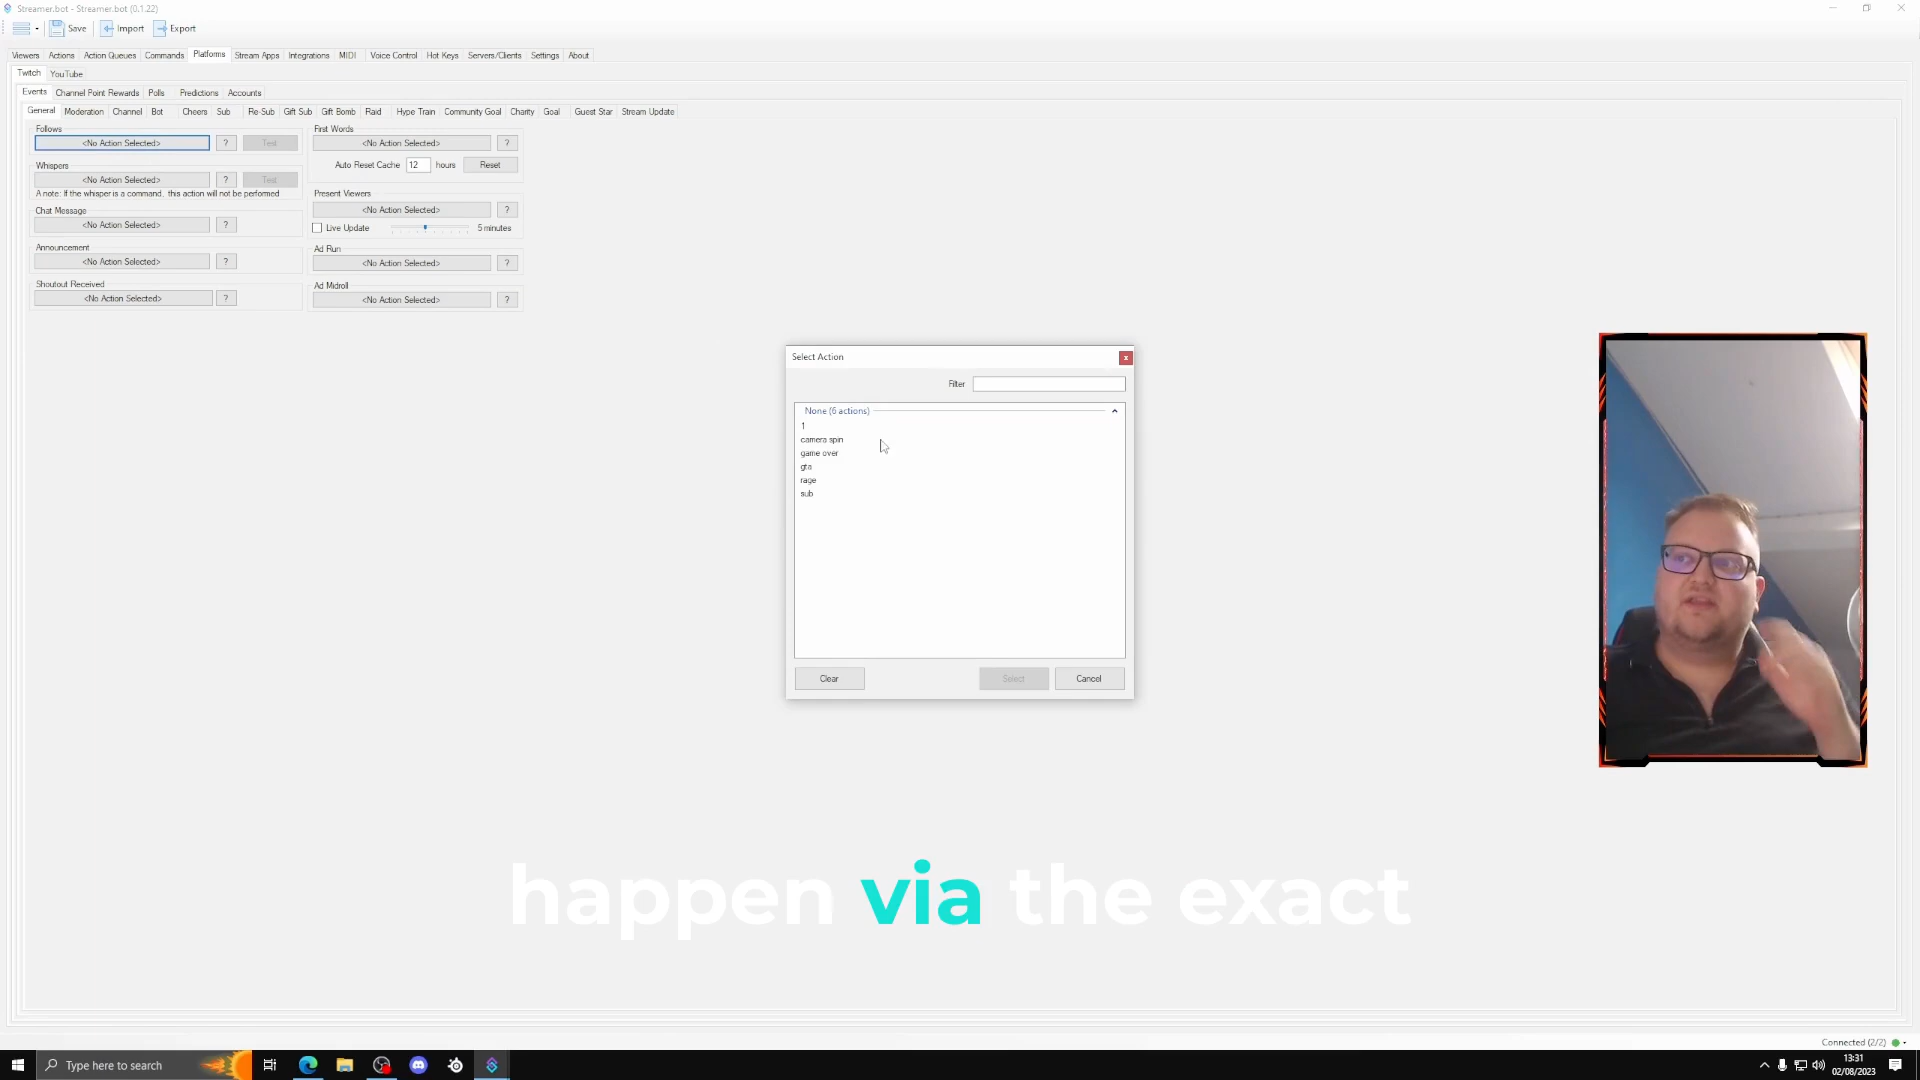 Streamer.bot - Streamer.bot (0.1.22)
Save Import Export
Viewers Actions Action Queues Commands Platforms Stream Apps Integrations MIDI Voice Control Hot Keys Servers/Clients Settings About
Twitch YouTube
Events Channel Point Rewards Polls Predictions Accounts
General Moderation Channel Bot Cheers Sub Re-Sub Gift Sub Gift Bomb Raid Hype Train Community Goal Charity Goal Guest Star Stream Update
Follows
<No Action Selected> ? Test
Whispers
<No Action Selected> ? Test
A note: If the whisper is a command, this action will not be performed
Chat Message
<No Action Selected> ?
Announcement
<No Action Selected> ?
Shoutout Received
<No Action Selected> ?
First Words
<No Action Selected> ?
Auto Reset Cache 12 hours Reset
Present Viewers
<No Action Selected> ?
Live Update 5 minutes
Ad Run
<No Action Selected> ?
Ad Midroll
<No Action Selected> ?
Select Action x
Filter
None (6 actions)
1
camera spin
game over
gta
rage
sub
Clear Select Cancel
happen via the exact
Connected (2/2)
Type here to search
13:31
02/08/2023